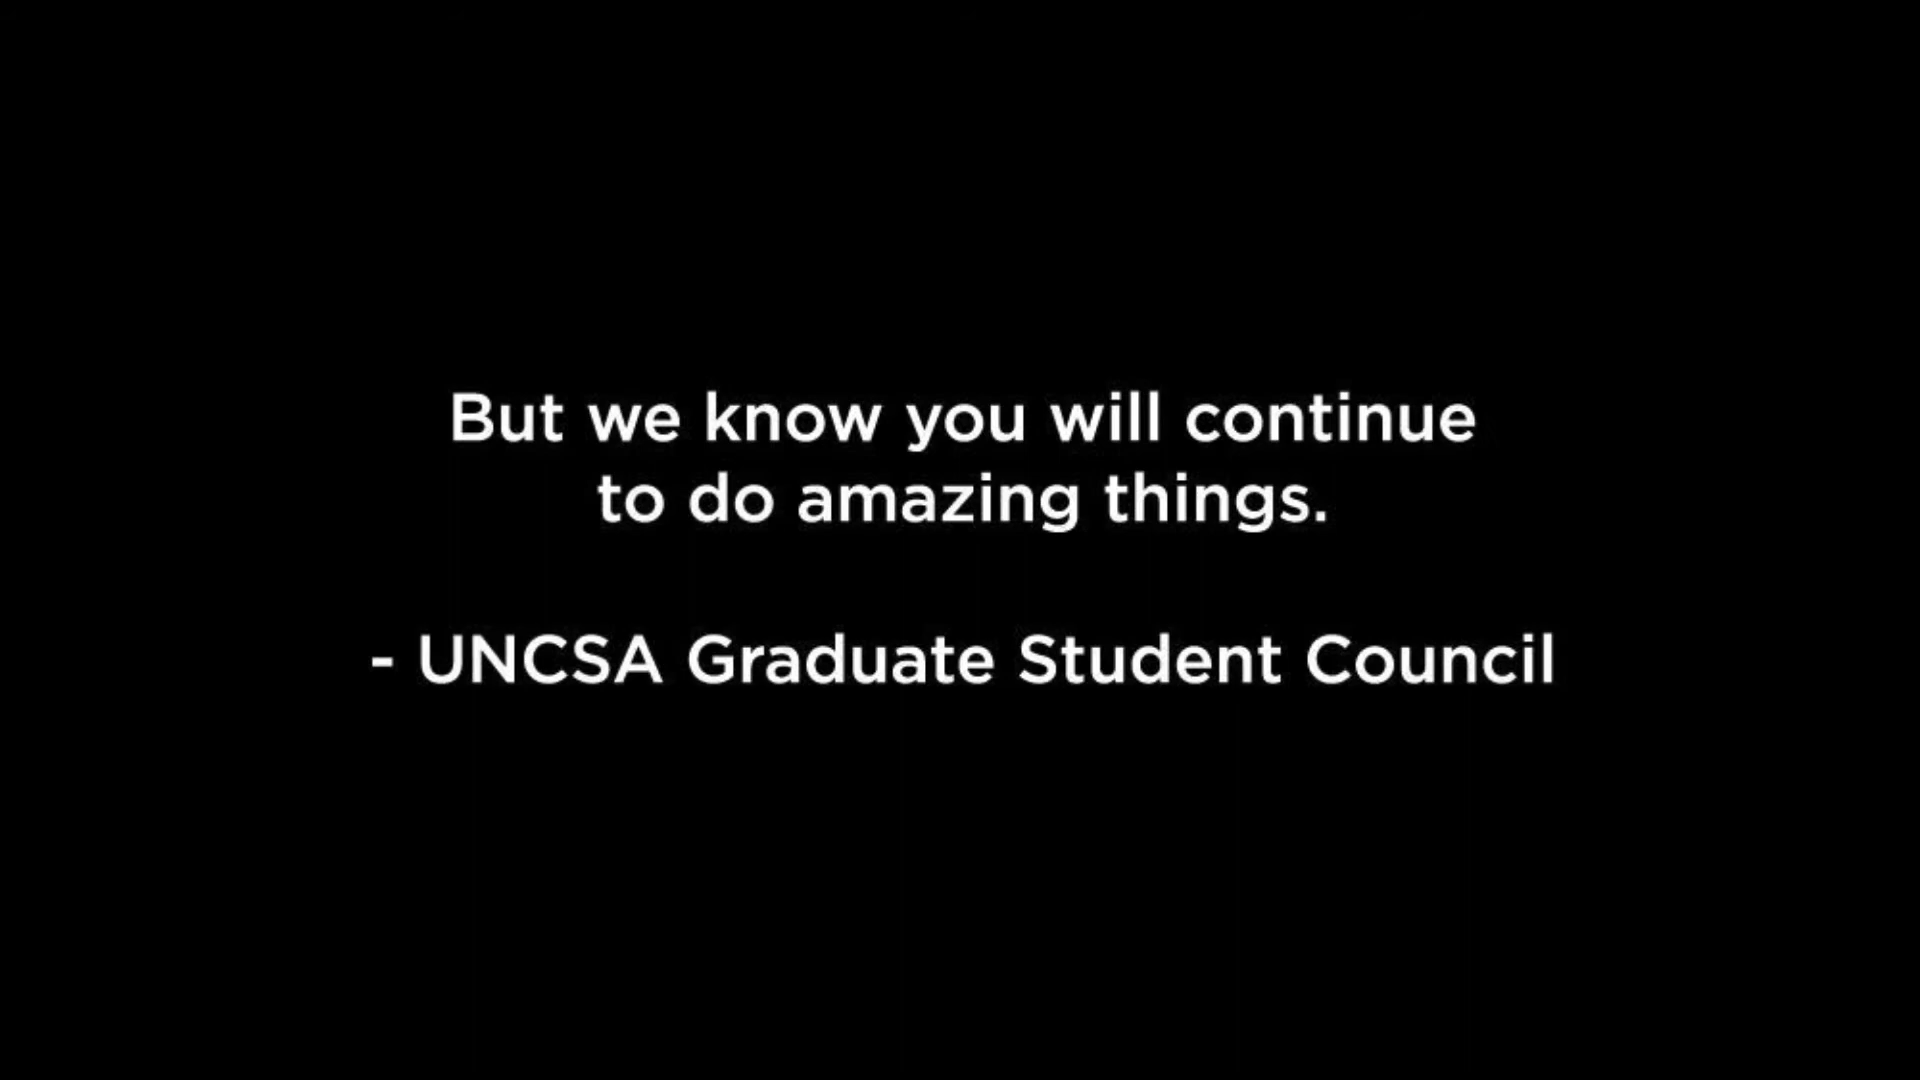 But we know you will continue
to do amazing things.
- UNCSA Graduate Student Council